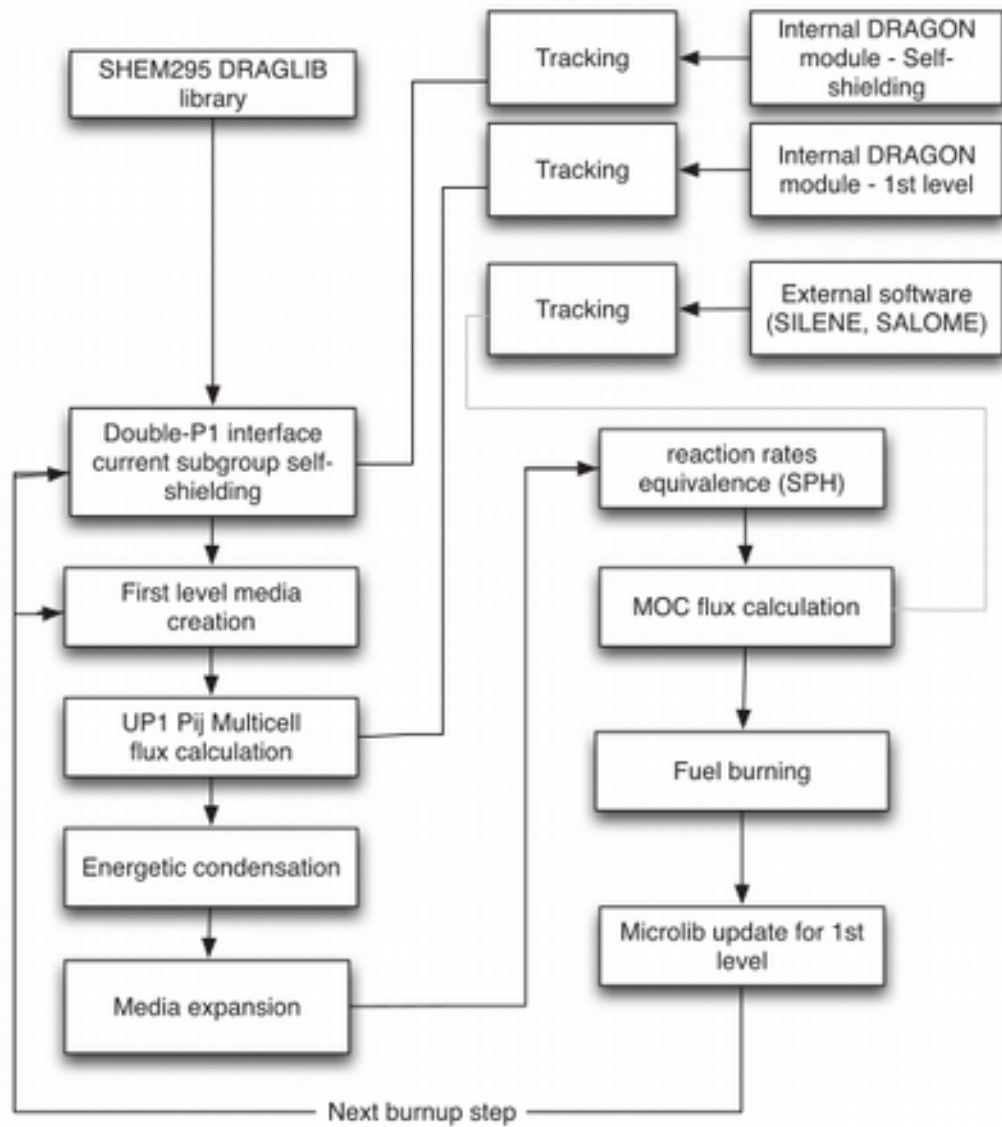 SHEM295 DRAGLIB
library
Tracking
Internal DRAGON
module - Self-
shielding
Tracking
Internal DRAGON
module - 1st level
Tracking
External software
(SILENE, SALOME)
Double-P1 interface
current subgroup self-
shielding
First level media
creation
UP1 Pij Multicell
flux calculation
Energetic condensation
Media expansion
reaction rates
equivalence (SPH)
MOC flux calculation
Fuel burning
Microlib update for 1st
level
Next burnup step